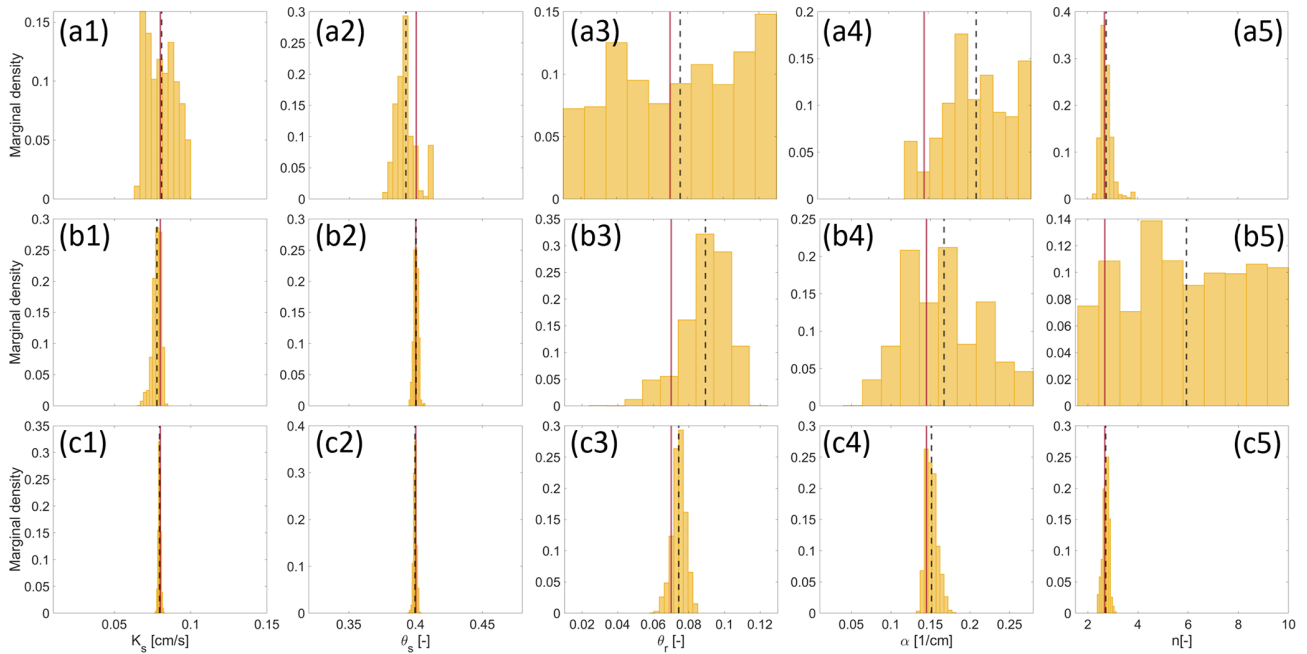 (a1) (a2) (a3) (a4) (a5)
Marginal density
0.15 0.1 0.05 0
0.3 0.25 0.2 0.15 0.1 0.05 0
0.15 0.1 0.05 0
0.2 0.15 0.1 0.05 0
0.4 0.3 0.2 0.1 0
(b1) (b2) (b3) (b4) (b5)
Marginal density
0.3 0.25 0.2 0.15 0.1 0.05 0
0.3 0.25 0.2 0.15 0.1 0.05 0
0.35 0.3 0.25 0.2 0.15 0.1 0.05 0
0.25 0.2 0.15 0.1 0.05 0
0.14 0.12 0.1 0.08 0.06 0.04 0.02 0
(c1) (c2) (c3) (c4) (c5)
Marginal density
0.35 0.3 0.25 0.2 0.15 0.1 0.05 0
0.4 0.3 0.2 0.1 0
0.3 0.25 0.2 0.15 0.1 0.05 0
0.3 0.25 0.2 0.15 0.1 0.05 0
0.3 0.25 0.2 0.15 0.1 0.05 0
0.05 0.1 0.15
0.35 0.4 0.45
0.02 0.04 0.06 0.08 0.1 0.12
0.05 0.1 0.15 0.2 0.25
2 4 6 8 10
K_s [cm/s]
θ_s [-]
θ_r [-]
α [1/cm]
n[-]